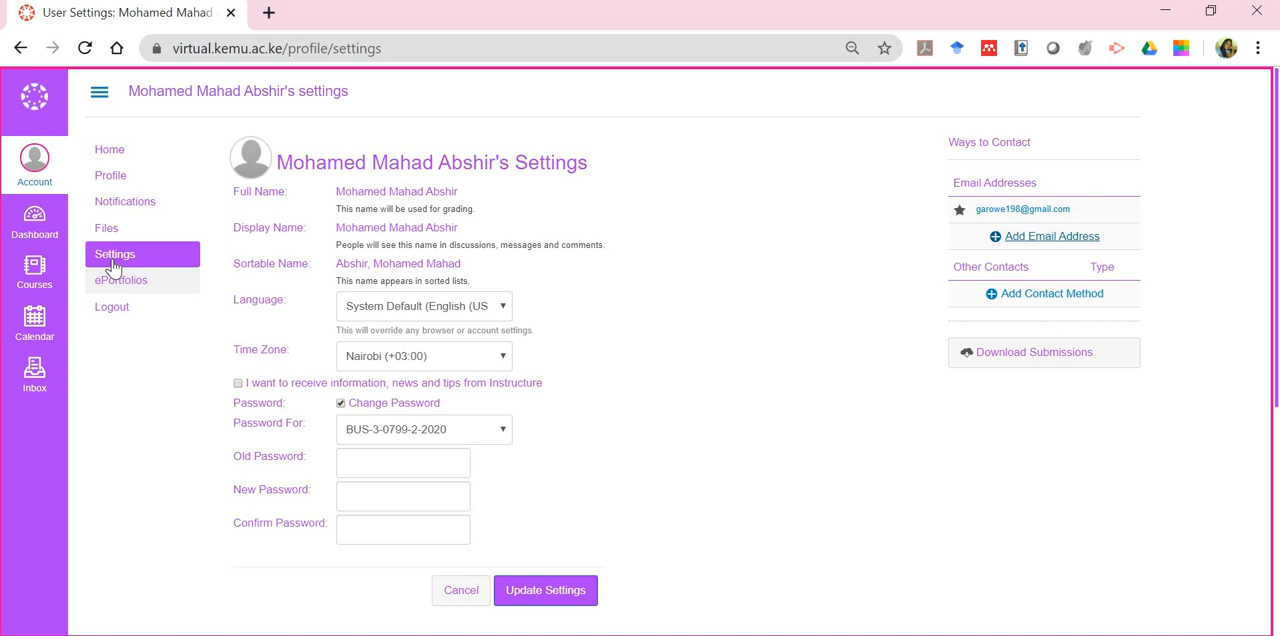 User Settings: Mohamed Mahad
virtual.kemu.ac.ke/profile/settings
Mohamed Mahad Abshir's settings
Account
Dashboard
Courses
Calendar
Inbox
Home
Profile
Notifications
Files
Settings
ePortfolios
Logout
Mohamed Mahad Abshir's Settings
Full Name: Mohamed Mahad Abshir
This name will be used for grading.
Display Name: Mohamed Mahad Abshir
People will see this name in discussions, messages and comments.
Sortable Name: Abshir, Mohamed Mahad
This name appears in sorted lists.
Language: System Default (English (US
This will override any browser or account settings.
Time Zone: Nairobi (+03:00)
I want to receive information, news and tips from Instructure
Password: Change Password
Password For: BUS-3-0799-2-2020
Old Password:
New Password:
Confirm Password:
Cancel Update Settings
Ways to Contact
Email Addresses
garowe198@gmail.com
Add Email Address
Other Contacts Type
Add Contact Method
Download Submissions